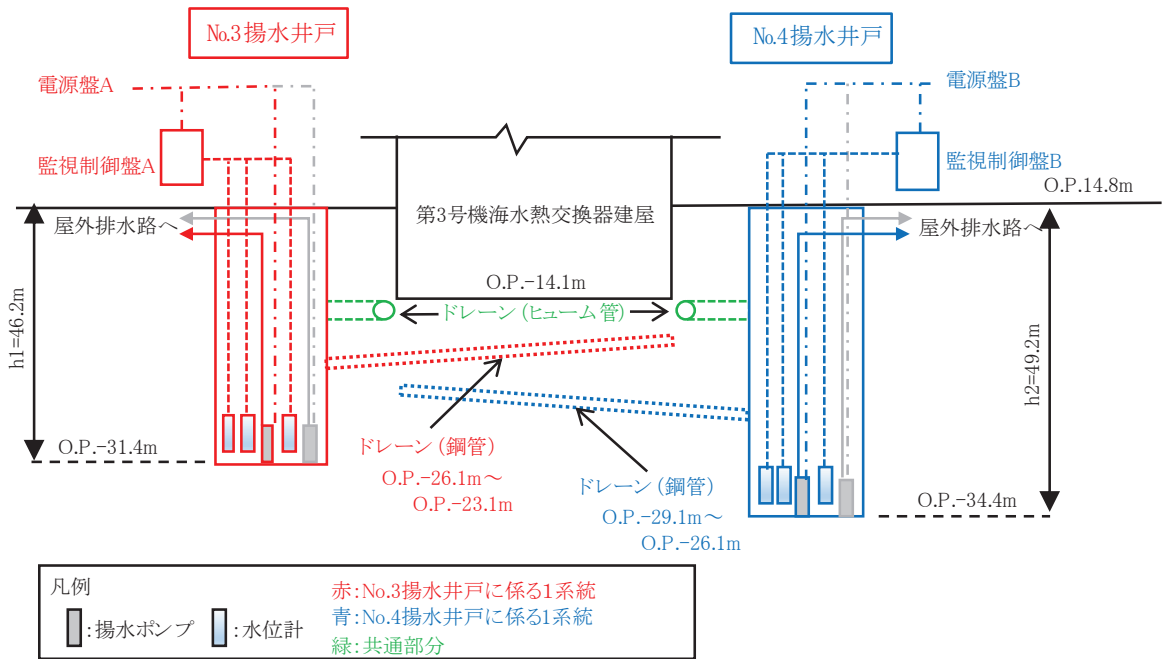 No.3揚水井戸
No.4揚水井戸
電源盤A
電源盤B
監視制御盤A
監視制御盤B
O.P.14.8m
屋外排水路へ
第3号機海水熱交換器建屋
屋外排水路へ
O.P.-14.1m
ドレーン(ヒューム管)
h1=46.2m
h2=49.2m
O.P.-31.4m
ドレーン(鋼管)
O.P.-26.1m～
O.P.-23.1m
ドレーン(鋼管)
O.P.-29.1m～
O.P.-26.1m
O.P.-34.4m
凡例
:揚水ポンプ :水位計
赤:No.3揚水井戸に係る1系統
青:No.4揚水井戸に係る1系統
緑:共通部分